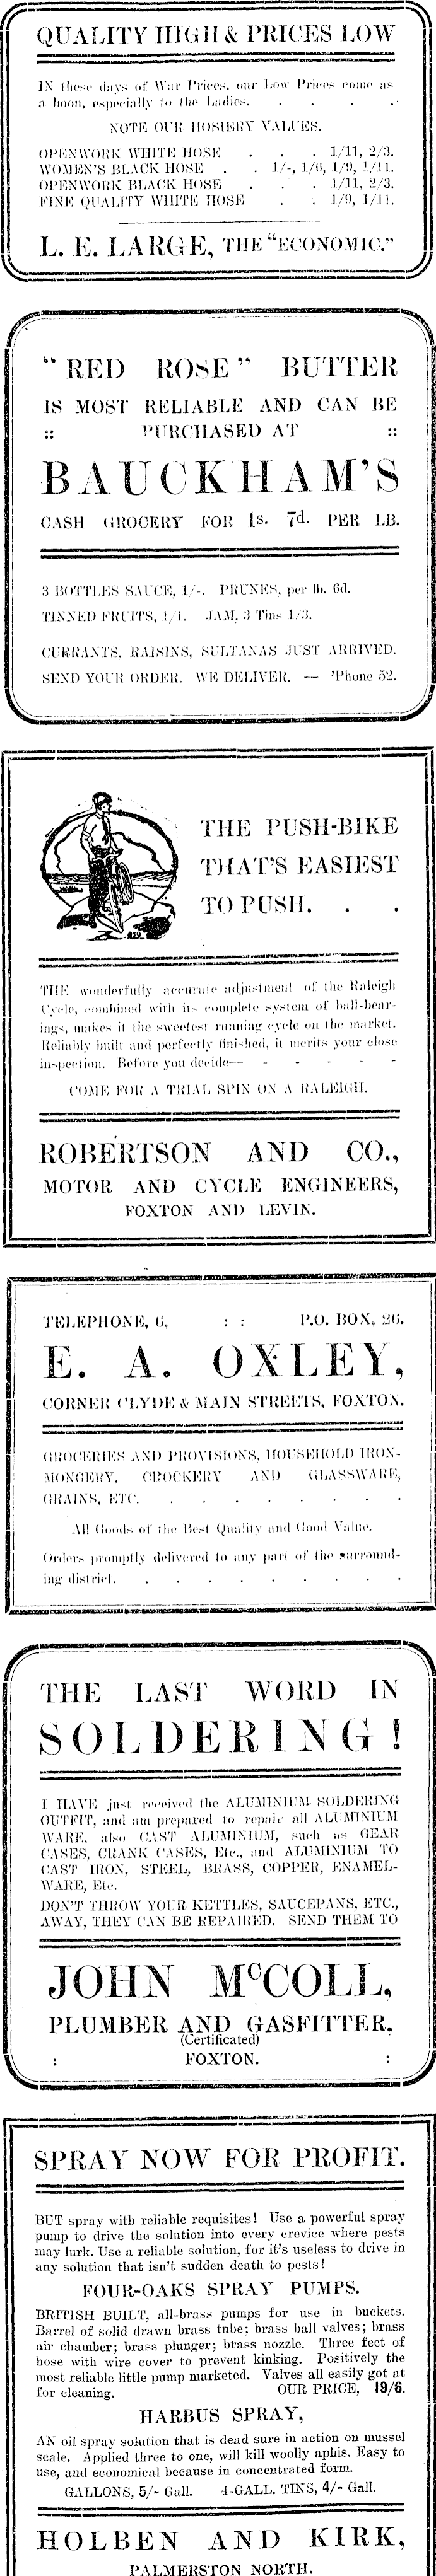 QUALITY HIGH & PRICES LOW
IN these days of War Prices, our Low Prices come as
a boon, especially to the Ladies. . . . .
NOTE OUR HOSIERY VALUES.
OPENWORK WHITE HOSE . . . 1/11, 2/3.
WOMEN'S BLACK HOSE . . 1/-, 1/6, 1/9, 1/11.
OPENWORK BLACK HOSE . . . 1/11, 2/3.
FINE QUALITY WHITE HOSE . . 1/9, 1/11.
L. E. LARGE, THE "ECONOMIC."
"RED ROSE" BUTTER
IS MOST RELIABLE AND CAN BE
:: PURCHASED AT ::
BAUCKHAM'S
CASH GROCERY FOR 1s. 7d. PER LB.
3 BOTTLES SAUCE, 1/-. PRUNES, per lb. 6d.
TINNED FRUITS, 1/1. JAM, 3 Tins 1/3.
CURRANTS, RAISINS, SULTANAS JUST ARRIVED.
SEND YOUR ORDER. WE DELIVER. — 'Phone 52.
THE PUSH-BIKE
THAT'S EASIEST
TO PUSH. . .
THE wonderfully accurate adjustment of the Raleigh
Cycle, combined with its complete system of ball-bear-
ings, makes it the sweetest running cycle on the market.
Reliably built and perfectly finished, it merits your close
inspection. Before you decide— - - - - -
COME FOR A TRIAL SPIN ON A RALEIGH.
ROBERTSON AND CO.,
MOTOR AND CYCLE ENGINEERS,
FOXTON AND LEVIN.
TELEPHONE, 6, : : P.O. BOX, 26.
E. A. OXLEY,
CORNER CLYDE & MAIN STREETS, FOXTON.
GROCERIES AND PROVISIONS, HOUSEHOLD IRON-
MONGERY, CROCKERY AND GLASSWARE,
GRAINS, ETC. . . . . . . . .
All Goods of the Best Quality and Good Value.
Orders promptly delivered to any part of the surround-
ing district. . . . . . . . . .
THE LAST WORD IN
SOLDERING!
I HAVE just received the ALUMINIUM SOLDERING
OUTFIT, and am prepared to repair all ALUMINIUM
WARE, also CAST ALUMINIUM, such as GEAR
CASES, CRANK CASES, Etc., and ALUMINIUM TO
CAST IRON, STEEL, BRASS, COPPER, ENAMEL-
WARE, Etc.
DON'T THROW YOUR KETTLES, SAUCEPANS, ETC.,
AWAY, THEY CAN BE REPAIRED. SEND THEM TO
JOHN McCOLL,
PLUMBER AND GASFITTER.
(Certificated)
: FOXTON. :
SPRAY NOW FOR PROFIT.
BUT spray with reliable requisites! Use a powerful spray
pump to drive the solution into every crevice where pests
may lurk. Use a reliable solution, for it's useless to drive in
any solution that isn't sudden death to pests!
FOUR-OAKS SPRAY PUMPS.
BRITISH BUILT, all-brass pumps for use in buckets.
Barrel of solid drawn brass tube; brass ball valves; brass
air chamber; brass plunger; brass nozzle. Three feet of
hose with wire cover to prevent kinking. Positively the
most reliable little pump marketed. Valves all easily got at
for cleaning. OUR PRICE, 19/6.
HARBUS SPRAY,
AN oil spray solution that is dead sure in action on mussel
scale. Applied three to one, will kill woolly aphis. Easy to
use, and economical because in concentrated form.
GALLONS, 5/- Gall. 4-GALL. TINS, 4/- Gall.
HOLBEN AND KIRK,
PALMERSTON NORTH.